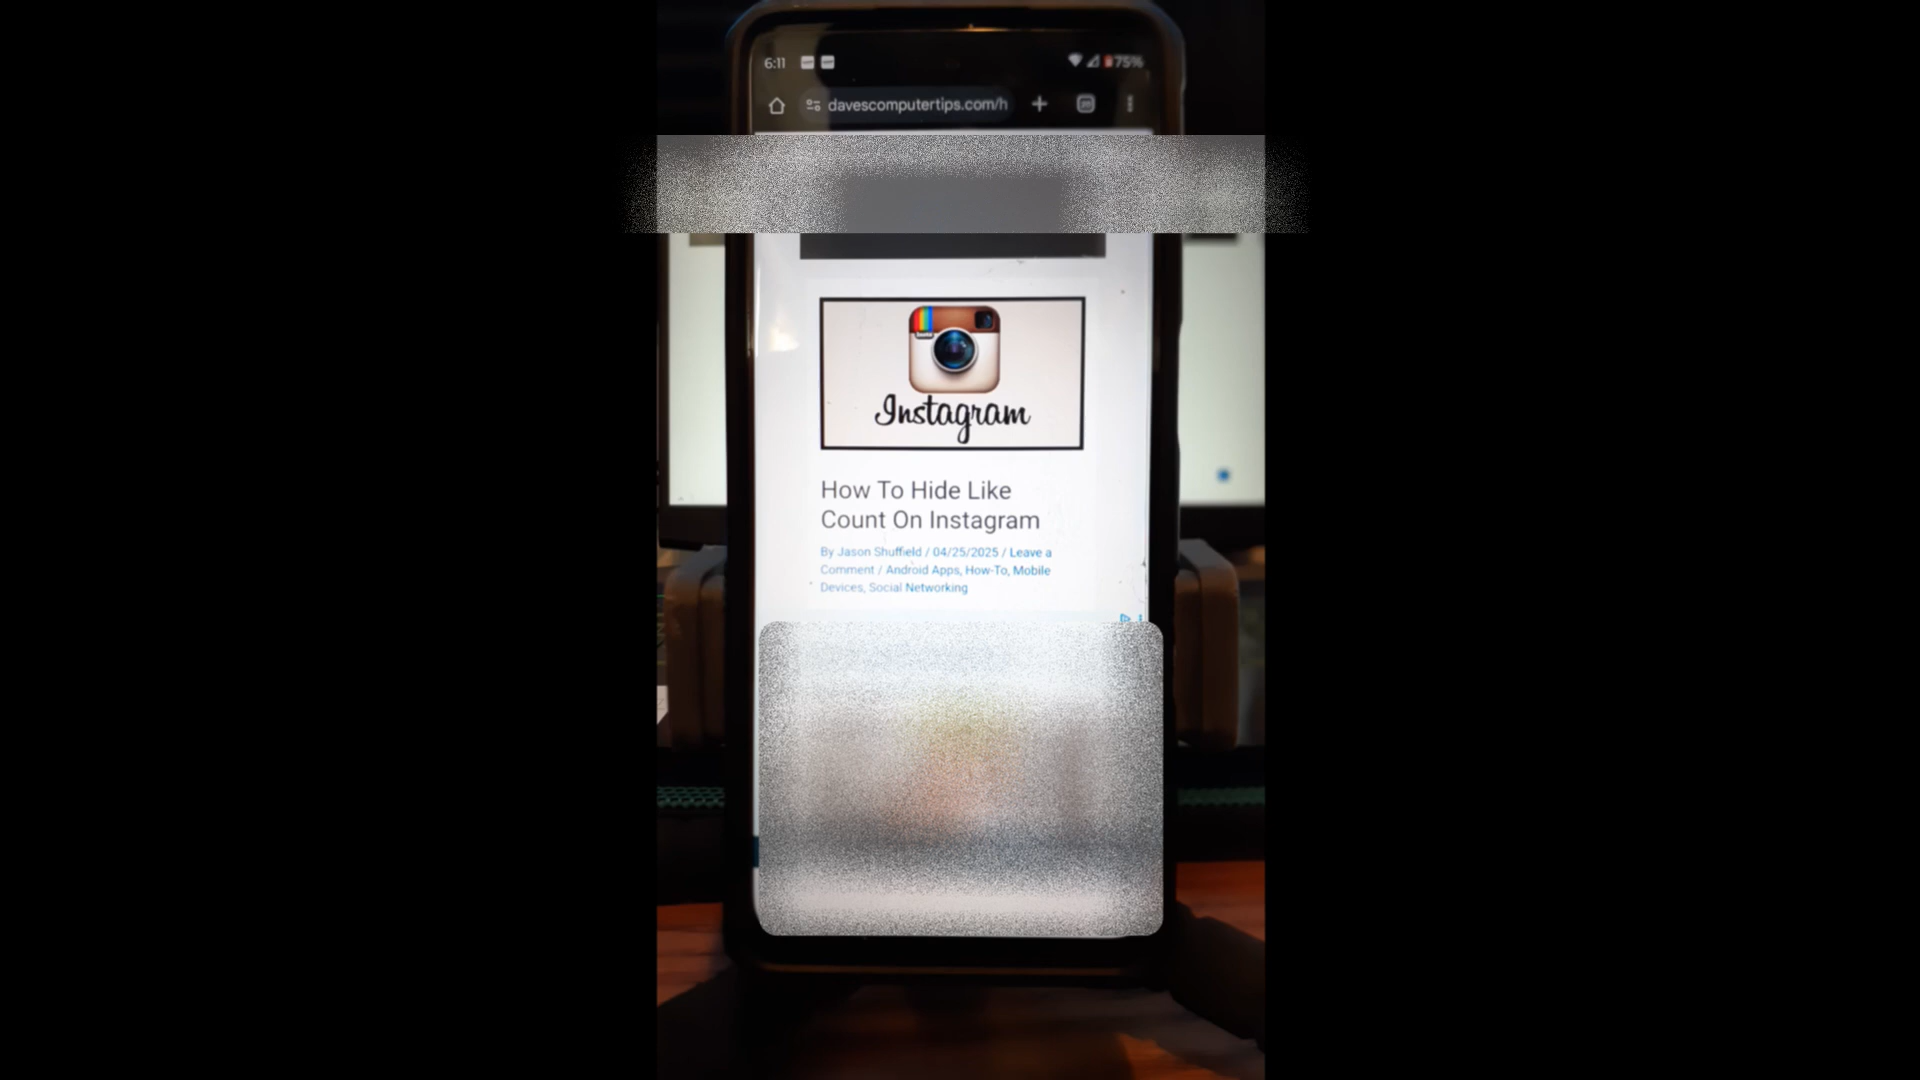 6:11
75%
davescomputertips.com/h
Instagram
How To Hide Like
Count On Instagram
By Jason Shuffield / 04/25/2025 / Leave a
Comment / Android Apps, How-To, Mobile
Devices, Social Networking